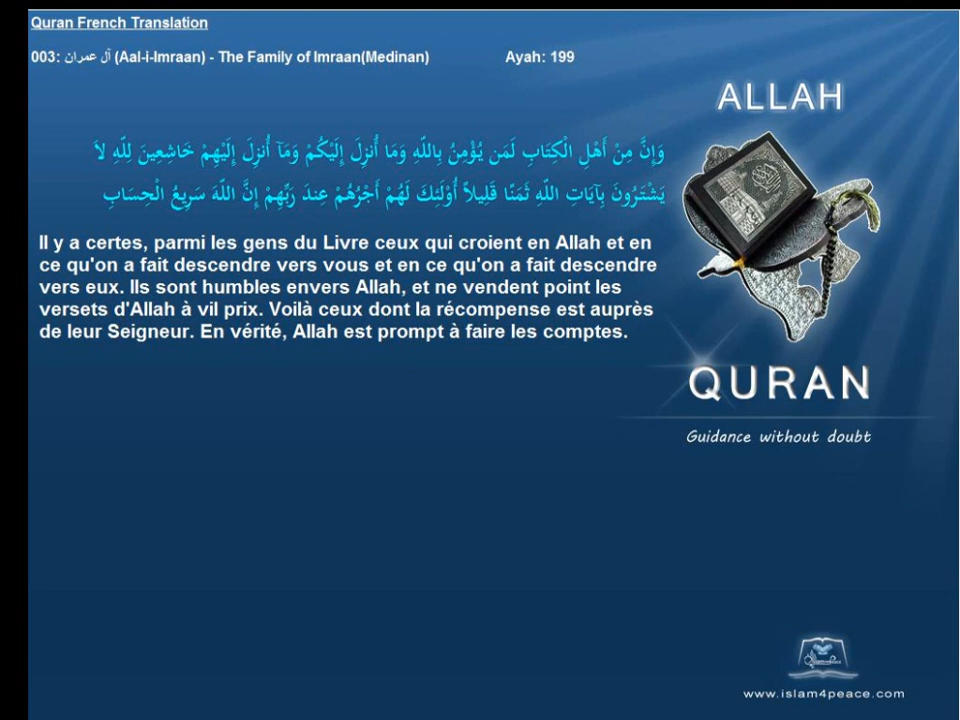 Quran French Translation
003: آل عمران (Aal-i-Imraan) - The Family of Imraan(Medinan) Ayah: 199
ALLAH
وَإِنَّ مِنْ أَهْلِ الْكِتَابِ لَمَن يُؤْمِنُ بِاللّهِ وَمَا أُنزِلَ إِلَيْكُمْ وَمَآ أُنزِلَ إِلَيْهِمْ خَاشِعِينَ لِلّهِ لاَ
يَشْتَرُونَ بِآيَاتِ اللّهِ ثَمَنًا قَلِيلاً أُوْلَئِكَ لَهُمْ أَجْرُهُمْ عِندَ رَبِّهِمْ إِنَّ اللّهَ سَرِيعُ الْحِسَابِ
Il y a certes, parmi les gens du Livre ceux qui croient en Allah et en
ce qu'on a fait descendre vers vous et en ce qu'on a fait descendre
vers eux. Ils sont humbles envers Allah, et ne vendent point les
versets d'Allah à vil prix. Voilà ceux dont la récompense est auprès
de leur Seigneur. En vérité, Allah est prompt à faire les comptes.
QURAN
Guidance without doubt
www.islam4peace.com